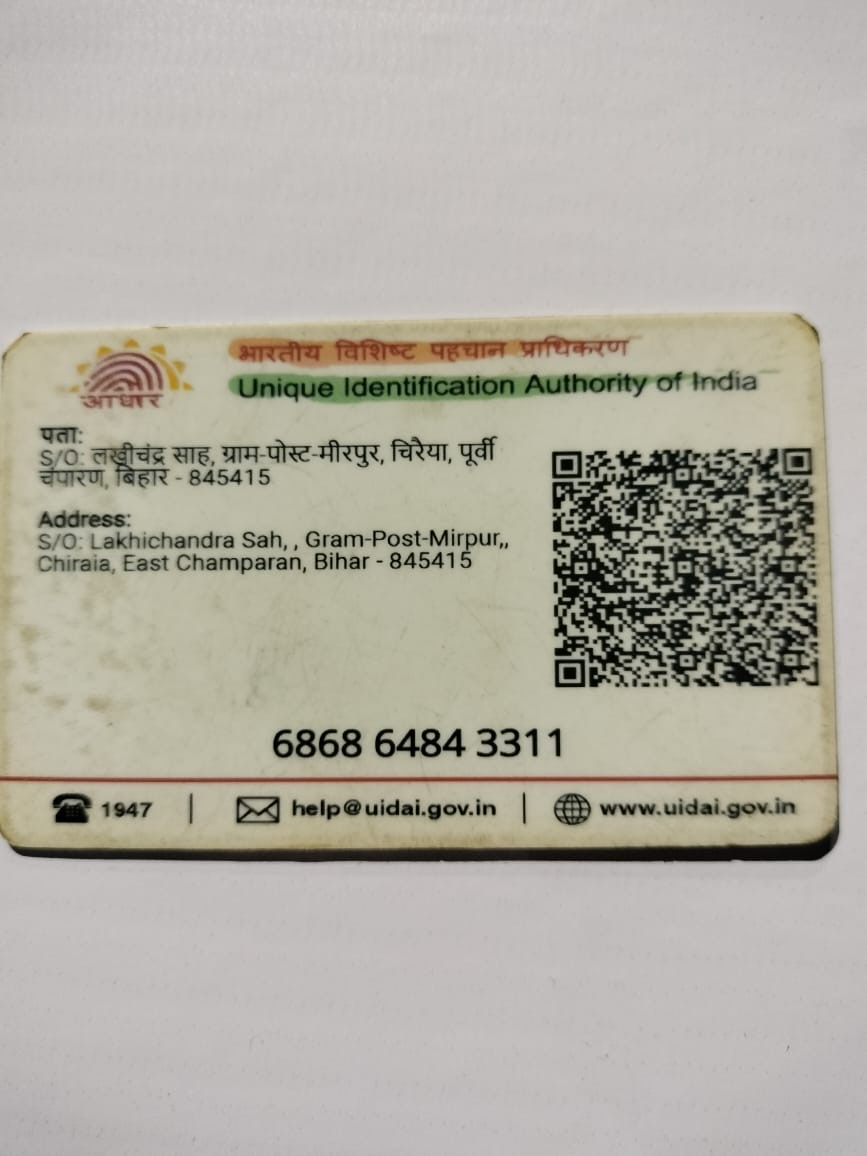 भारतीय विशिष्ट पहचान प्राधिकरण
आधार
Unique Identification Authority of India
पता:
S/O: लखीचंद्र साह, ग्राम-पोस्ट-मीरपुर, चिरैया, पूर्वी
चंपारण, बिहार - 845415
Address:
S/O: Lakhichandra Sah, , Gram-Post-Mirpur,,
Chiraia, East Champaran, Bihar - 845415
6868 6484 3311
1947 | help@uidai.gov.in | www.uidai.gov.in